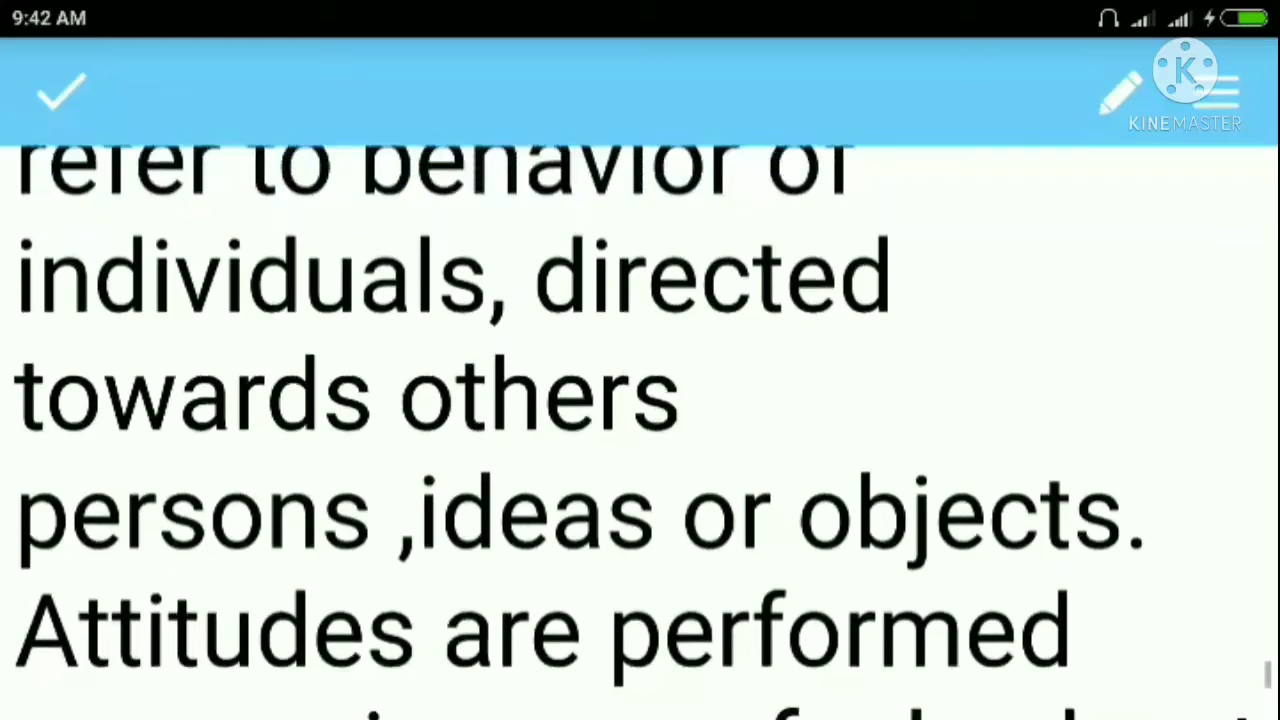 9:42 AM
K
KINEMASTER
refer to behavior of
individuals, directed
towards others
persons ,ideas or objects.
Attitudes are performed